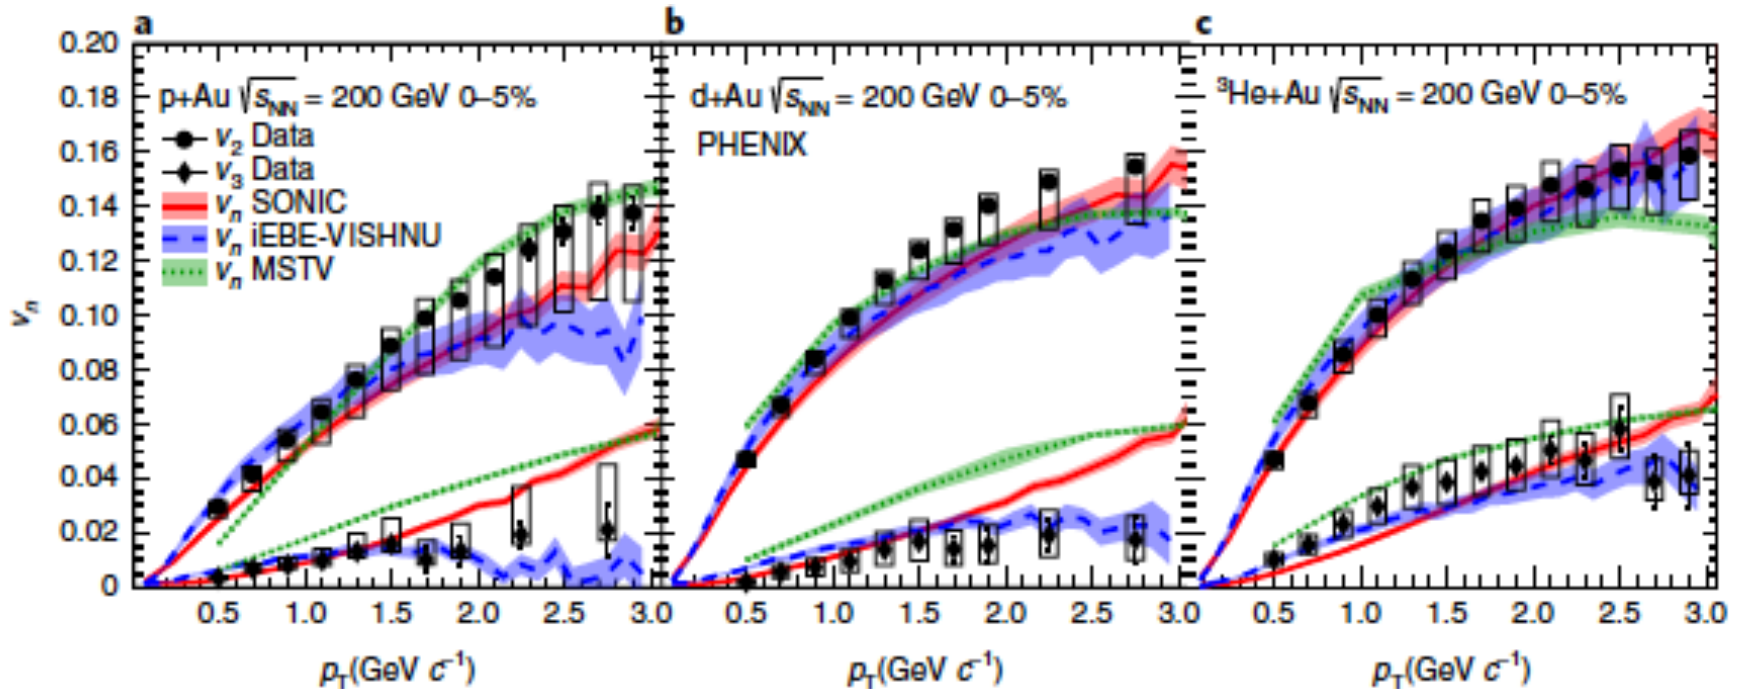 a
b
c
p+Au √sNN = 200 GeV 0–5%
v2 Data
v3 Data
vn SONIC
vn iEBE-VISHNU
vn MSTV
d+Au √sNN = 200 GeV 0–5%
PHENIX
³He+Au √sNN = 200 GeV 0–5%
vn
0.20
0.18
0.16
0.14
0.12
0.10
0.08
0.06
0.04
0.02
0
0.5 1.0 1.5 2.0 2.5 3.0
0.5 1.0 1.5 2.0 2.5 3.0
0.5 1.0 1.5 2.0 2.5 3.0
pT(GeV c⁻¹)
pT(GeV c⁻¹)
pT(GeV c⁻¹)